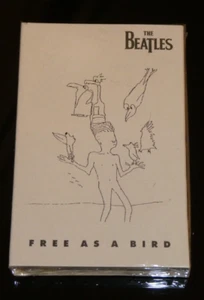 THE
BEATLES
FREE AS A BIRD